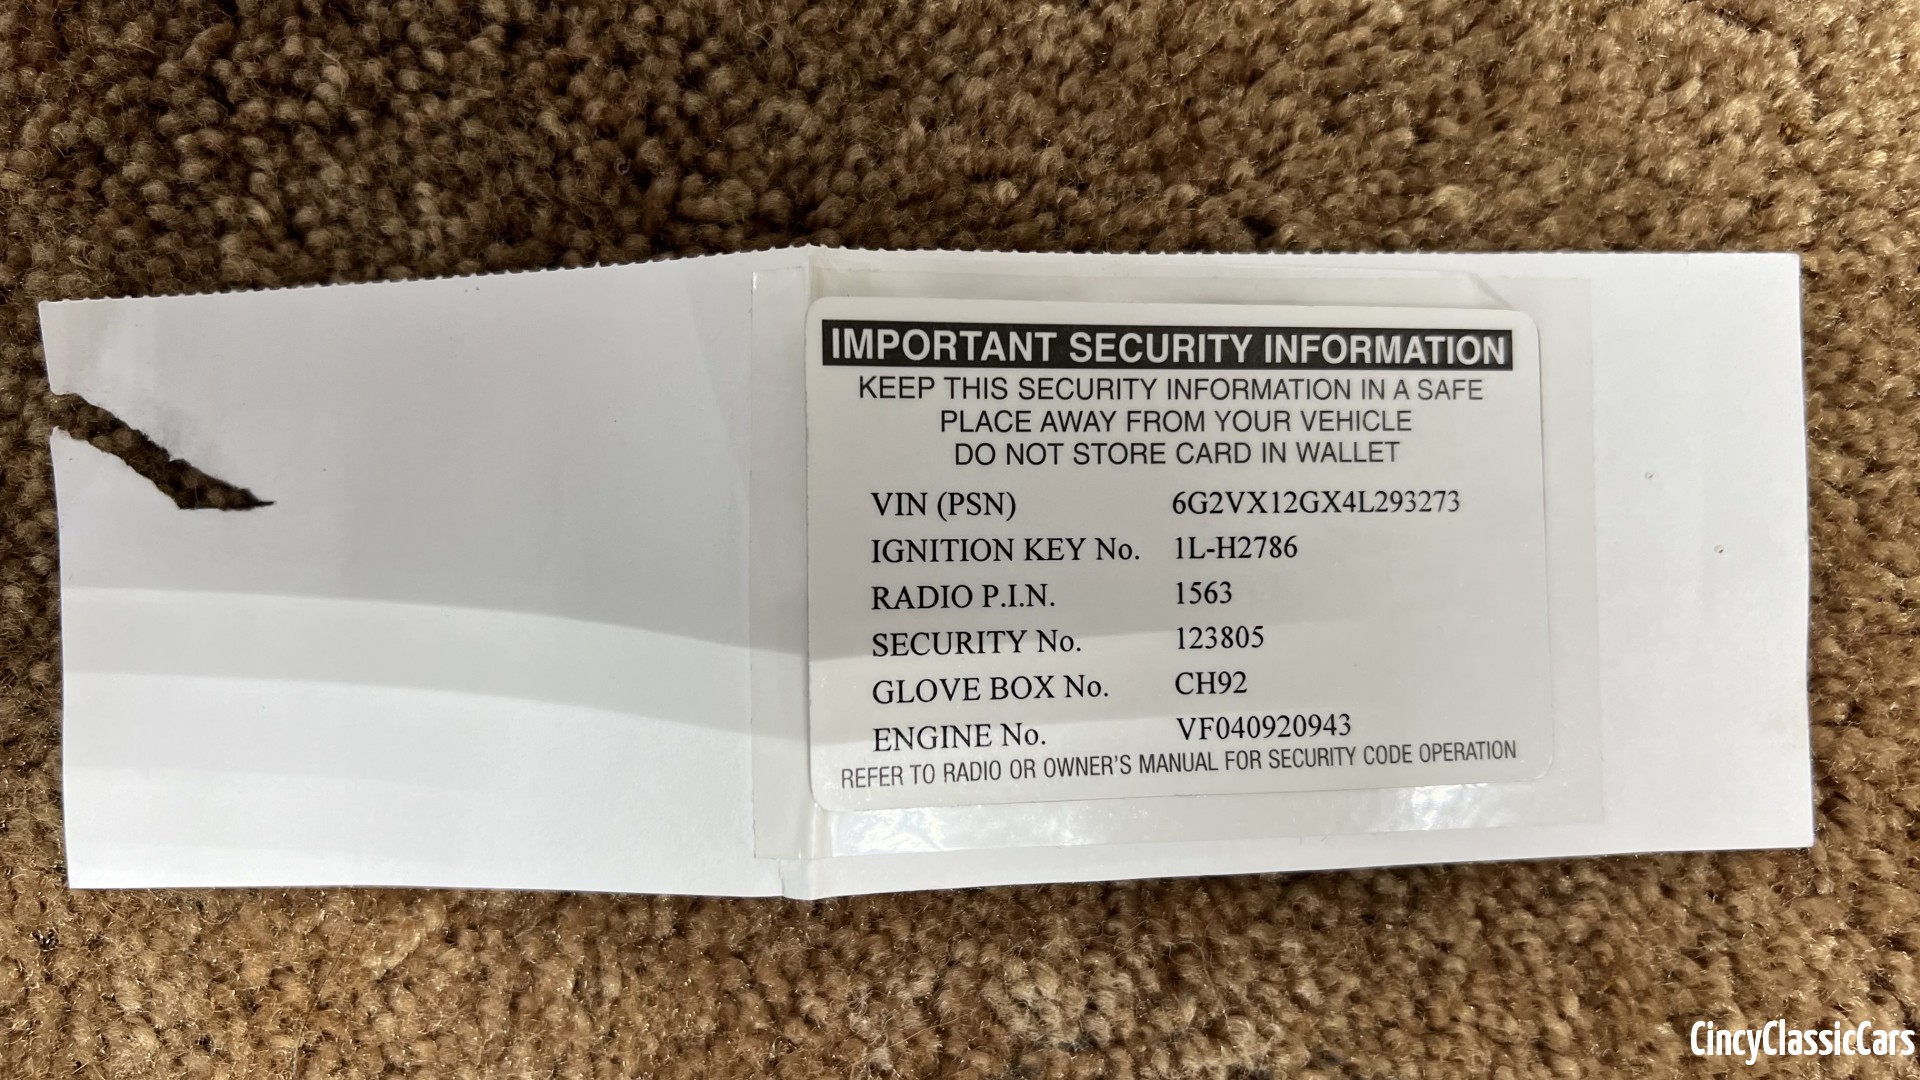 IMPORTANT SECURITY INFORMATION
KEEP THIS SECURITY INFORMATION IN A SAFE
PLACE AWAY FROM YOUR VEHICLE
DO NOT STORE CARD IN WALLET
VIN (PSN) 6G2VX12GX4L293273
IGNITION KEY No. 1L-H2786
RADIO P.I.N. 1563
SECURITY No. 123805
GLOVE BOX No. CH92
ENGINE No. VF040920943
REFER TO RADIO OR OWNER'S MANUAL FOR SECURITY CODE OPERATION
CincyClassicCars